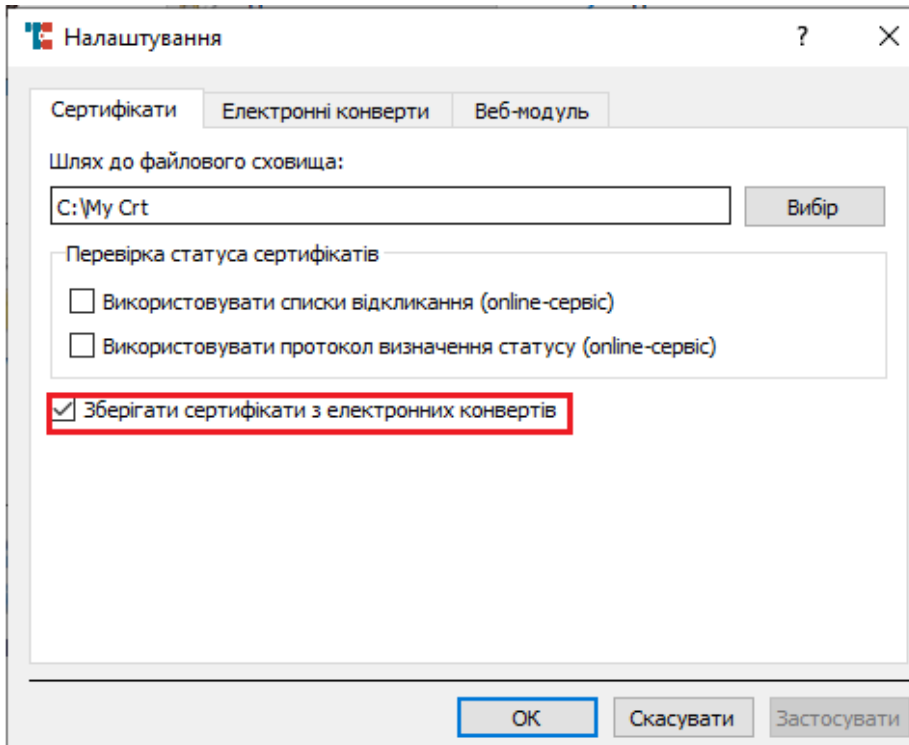 Налаштування
Сертифікати Електронні конверти Веб-модуль
Шлях до файлового сховища:
C:\My Crt Вибір
Перевірка статуса сертифікатів
Використовувати списки відкликання (online-сервіс)
Використовувати протокол визначення статусу (online-сервіс)
Зберігати сертифікати з електронних конвертів
ОК Скасувати Застосувати